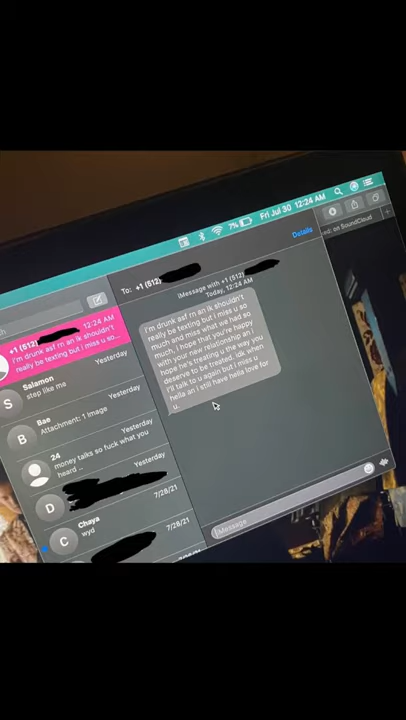 7% Fri Jul 30 12:24 AM
on SoundCloud
To: +1 (512)
Details
iMessage with +1 (512)
Today, 12:24 AM
I'm drunk asf rn an ik shouldn't
really be texting but i miss u so
much and miss what we had so
much, i hope that you're happy
with your new relationship an i
hope he's treating u the way you
deserve to be treated. idk when
I'll talk to u again but i miss u
hella an i still have hella love for
u.
iMessage
+1 (512)
12:24 AM
I'm drunk asf rn an ik shouldn't
really be texting but i miss u so...
S
Salamon
Yesterday
step like me
B
Bae
Yesterday
Attachment: 1 image
24
Yesterday
money talks so fuck what you
heard ...
D
Yesterday
C
Chaya
7/28/21
wyd
7/28/21